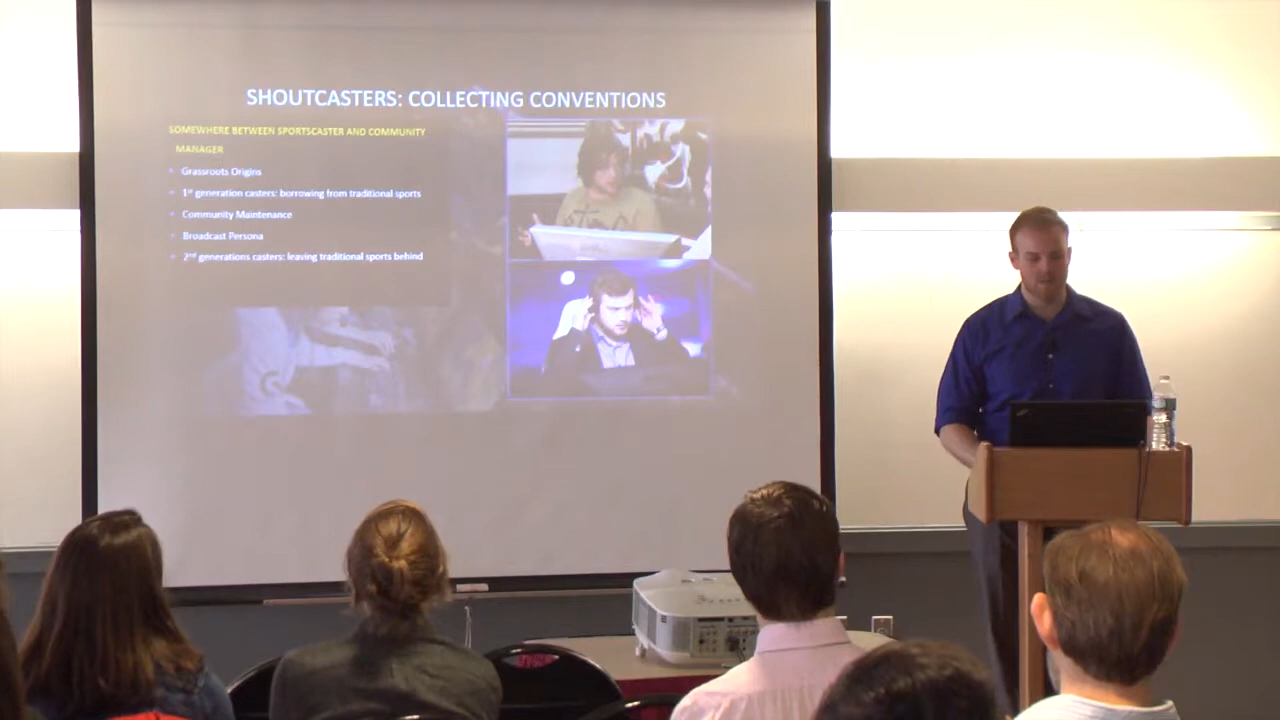 SHOUTCASTERS: COLLECTING CONVENTIONS
SOMEWHERE BETWEEN SPORTSCASTER AND COMMUNITY
MANAGER
Grassroots Origins
1st generation casters: borrowing from traditional sports
Community Maintenance
Broadcast Persona
2nd generations casters: leaving traditional sports behind